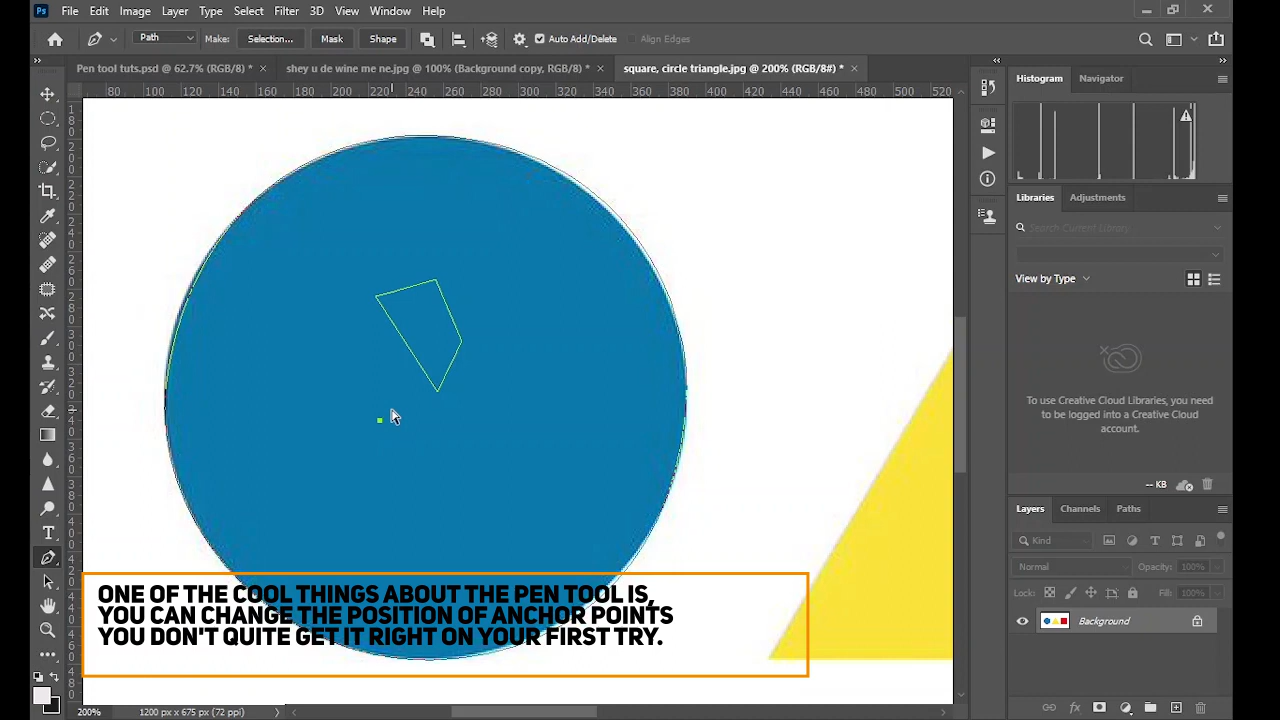 Ps File Edit Image Layer Type Select Filter 3D View Window Help
Path Make: Selection... Mask Shape Auto Add/Delete Align Edges
Pen tool tuts.psd @ 62.7% (RGB/8) * × shey u de wine me ne.jpg @ 100% (Background copy, RGB/8) * × square, circle triangle.jpg @ 200% (RGB/8#) * ×
80 100 120 140 160 180 200 220 240 260 280 300 320 340 360 380 400 420 440 460 480 500 520
Histogram Navigator
Libraries Adjustments
Search Current Library
View by Type
To use Creative Cloud Libraries, you
need to be logged into a Creative Cloud
account.
-- KB
Layers Channels Paths
Kind
Normal Opacity: 100%
Lock: Fill: 100%
Background
ONE OF THE COOL THINGS ABOUT THE PEN TOOL IS,
YOU CAN CHANGE THE POSITION OF ANCHOR POINTS
YOU DON'T QUITE GET IT RIGHT ON YOUR FIRST TRY.
200% 1200 px x 675 px (72 ppi)